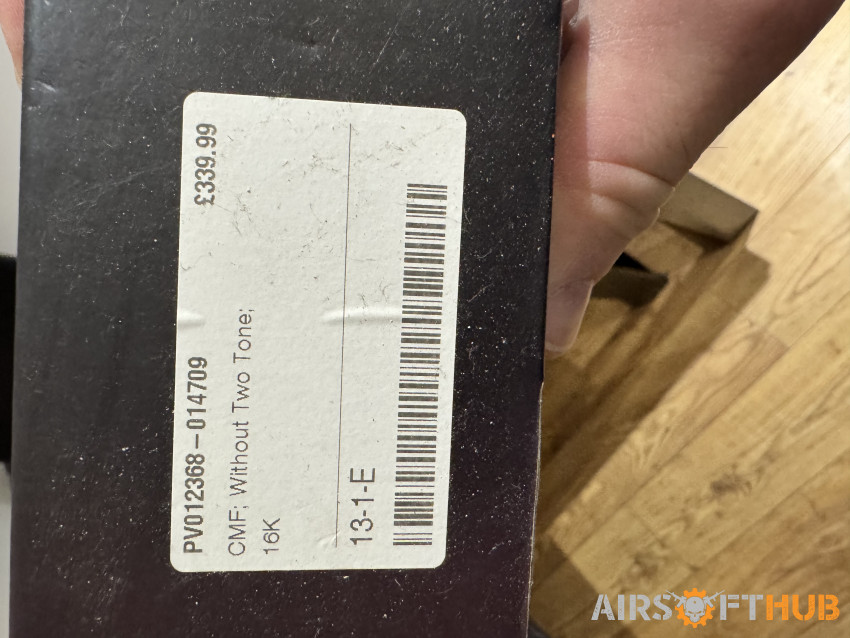 PV012368-014709 £339.99
CMF; Without Two Tone;
16K
13-1-E
AIRSOFTHUB